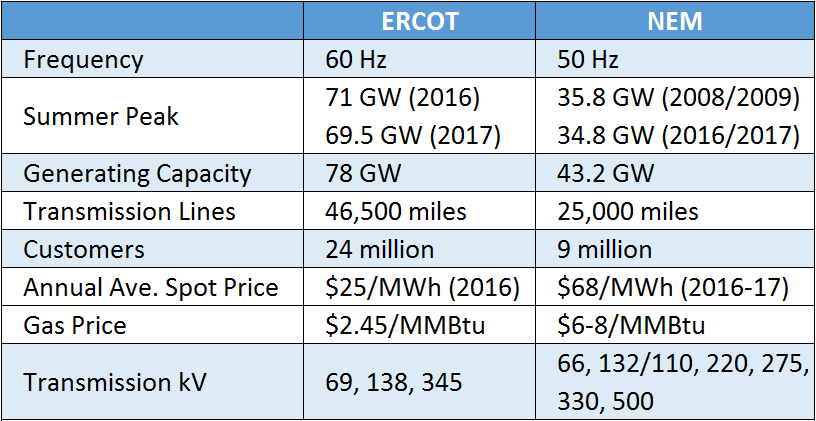 ERCOT NEM
Frequency 60 Hz 50 Hz
Summer Peak 71 GW (2016) 35.8 GW (2008/2009)
69.5 GW (2017) 34.8 GW (2016/2017)
Generating Capacity 78 GW 43.2 GW
Transmission Lines 46,500 miles 25,000 miles
Customers 24 million 9 million
Annual Ave. Spot Price $25/MWh (2016) $68/MWh (2016-17)
Gas Price $2.45/MMBtu $6-8/MMBtu
Transmission kV 69, 138, 345 66, 132/110, 220, 275,
330, 500